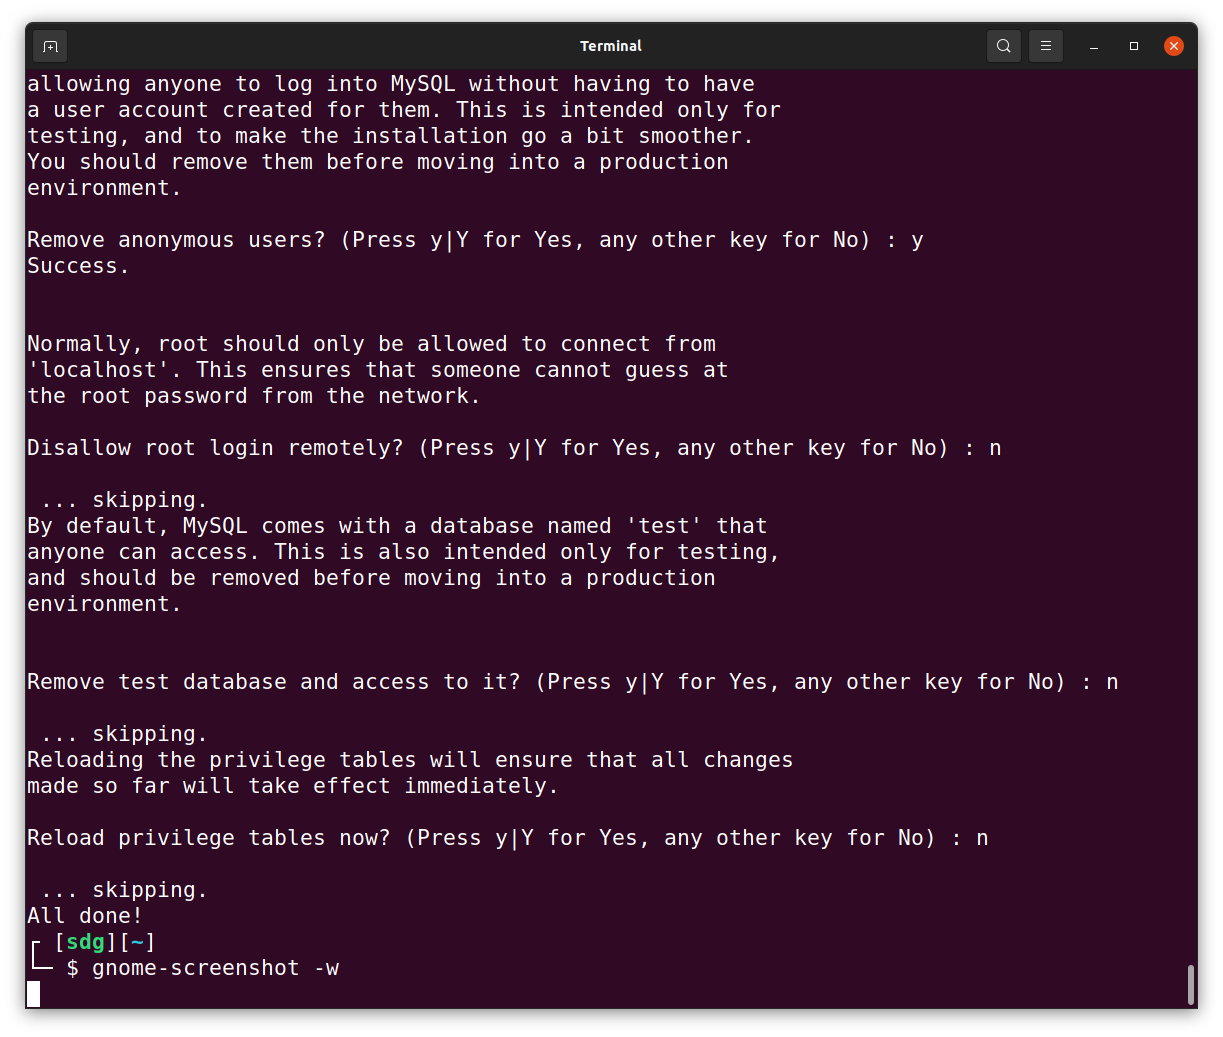 Terminal
allowing anyone to log into MySQL without having to have
a user account created for them. This is intended only for
testing, and to make the installation go a bit smoother.
You should remove them before moving into a production
environment.
Remove anonymous users? (Press y|Y for Yes, any other key for No) : y
Success.
Normally, root should only be allowed to connect from
'localhost'. This ensures that someone cannot guess at
the root password from the network.
Disallow root login remotely? (Press y|Y for Yes, any other key for No) : n
 ... skipping.
By default, MySQL comes with a database named 'test' that
anyone can access. This is also intended only for testing,
and should be removed before moving into a production
environment.
Remove test database and access to it? (Press y|Y for Yes, any other key for No) : n
 ... skipping.
Reloading the privilege tables will ensure that all changes
made so far will take effect immediately.
Reload privilege tables now? (Press y|Y for Yes, any other key for No) : n
 ... skipping.
All done!
┌ [sdg][~]
└─ $ gnome-screenshot -w